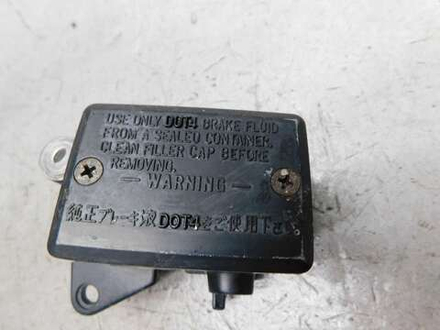 USE ONLY DOT4 BRAKE FLUID
FROM A SEALED CONTAINER.
CLEAN FILLER CAP BEFORE
REMOVING.
— WARNING —
純正ブレーキ液DOT4をご使用下さい